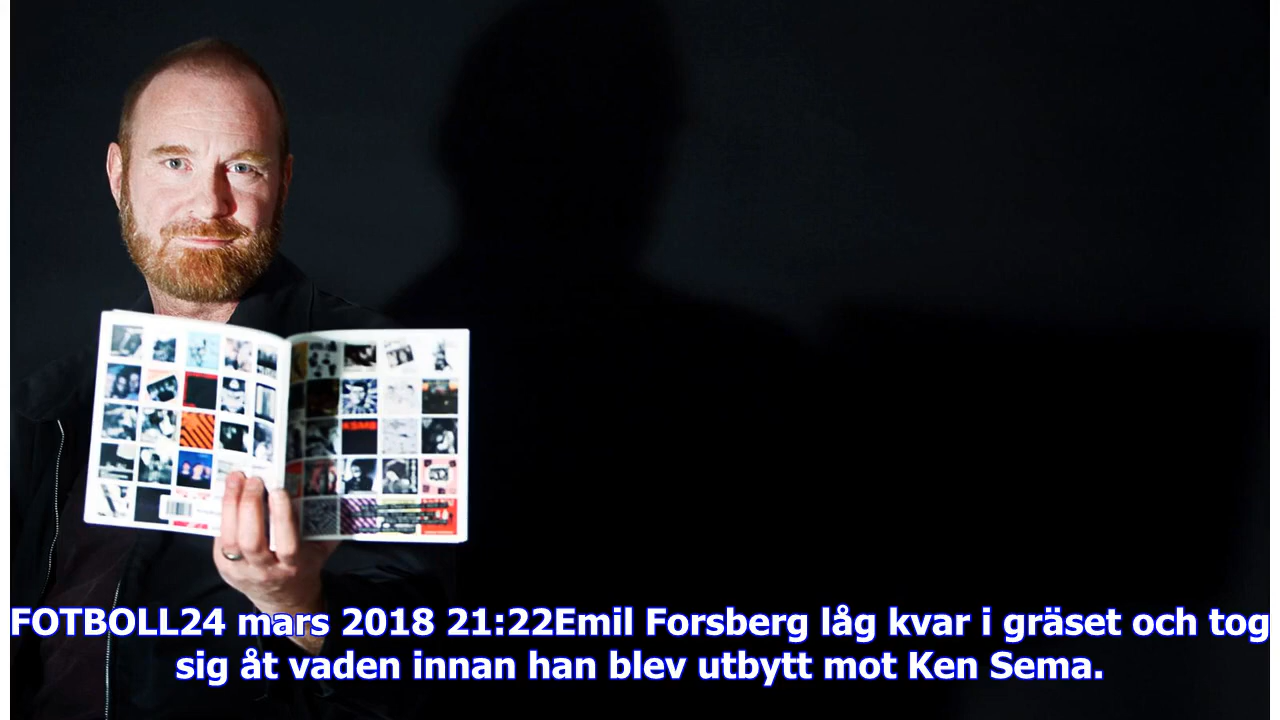 KSMB
FOTBOLL24 mars 2018 21:22Emil Forsberg låg kvar i gräset och tog
sig åt vaden innan han blev utbytt mot Ken Sema.